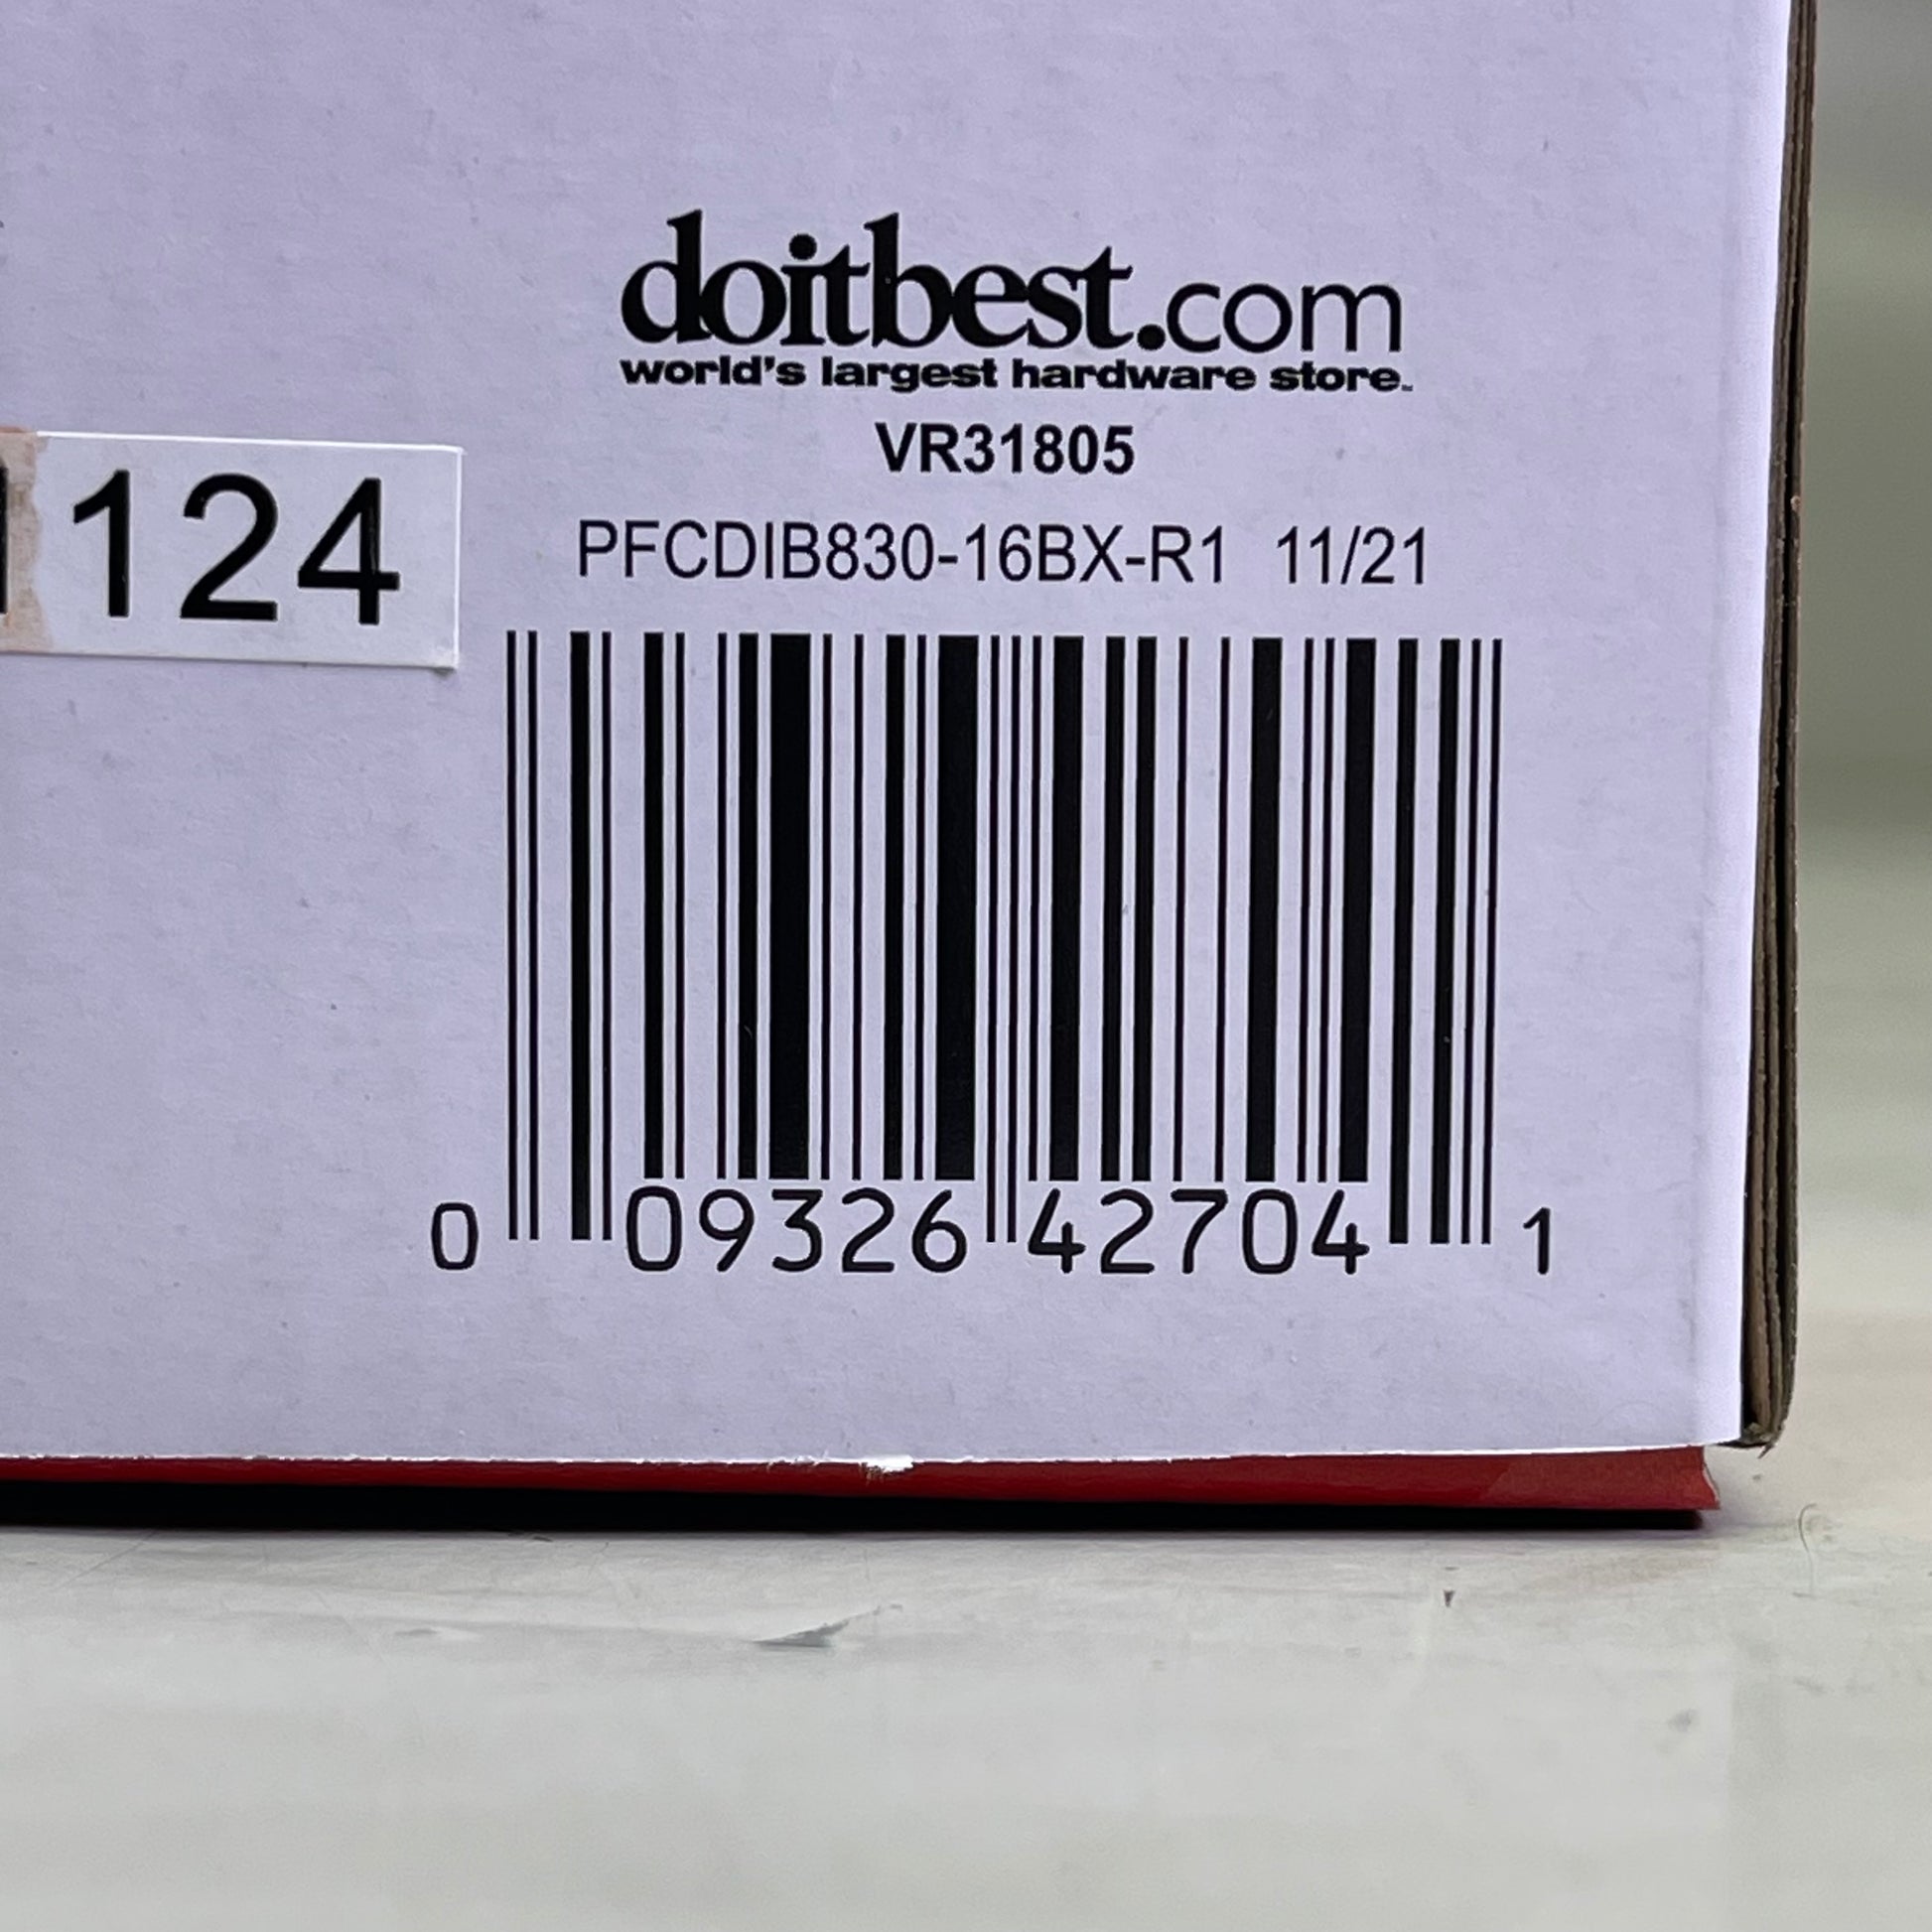 doitbest.com
world's largest hardware store.
VR31805
124
PFCDIB830-16BX-R1 11/21
0 09326 42704 1